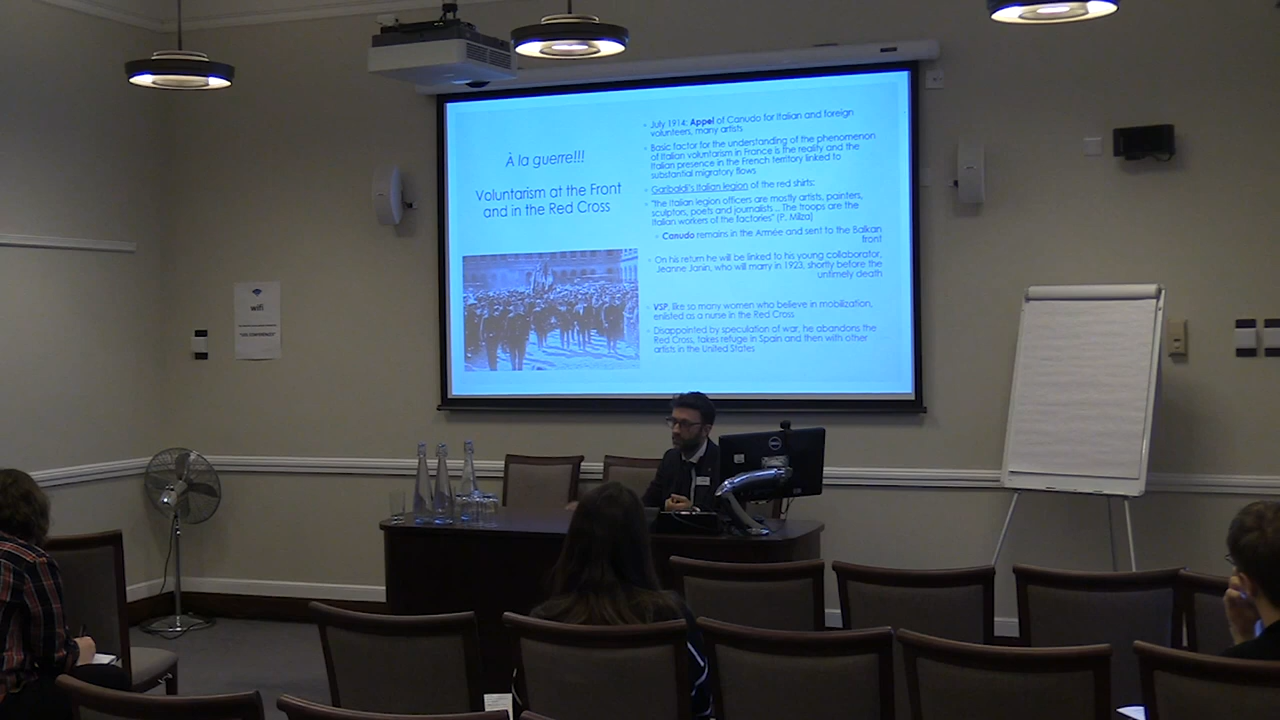 À la guerre!!!
Voluntarism at the Front
and in the Red Cross
July 1914: Appel of Canudo for Italian and foreign
volunteers, many artists
Basic factor for the understanding of the phenomenon
of Italian voluntarism in France is the reality and the
Italian presence in the French territory linked to
substantial migratory flows
Garibaldi's Italian legion of the red shirts:
"the Italian legion officers are mostly artists, painters,
sculptors, poets and journalists... The troops are the
Italian workers of the factories" (P. Milza)
Canudo remains in the Armée and sent to the Balkan
front
On his return he will be linked to his young collaborator,
Jeanne Janin, who will marry in 1923, shortly before the
untimely death
VSP, like so many women who believe in mobilization,
enlisted as a nurse in the Red Cross
Disappointed by speculation of war, he abandons the
Red Cross, takes refuge in Spain and then with other
artists in the United States
wifi
DELL